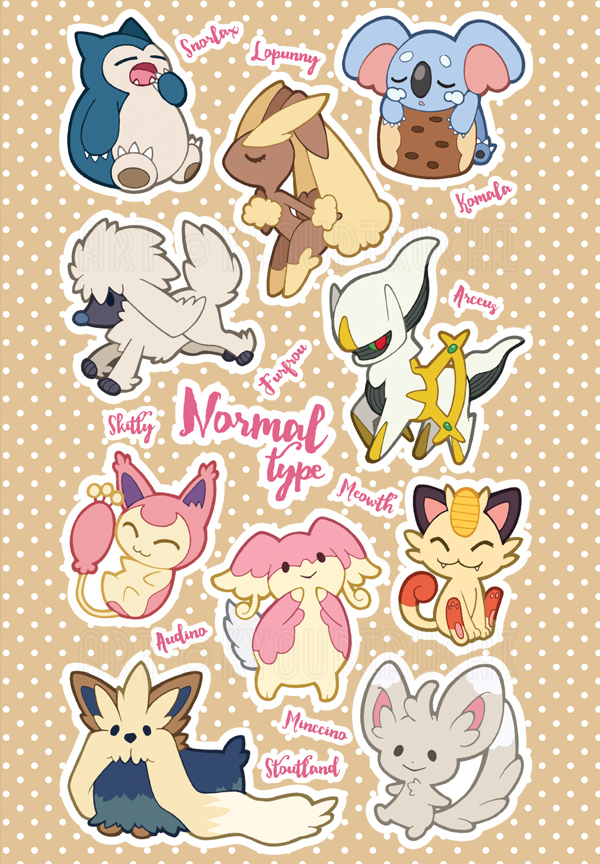 Snorlax
Lopunny
Komala
Arceus
Furfrou
Skitty
Normal
type
Meowth
Audino
Minccino
Stoutland